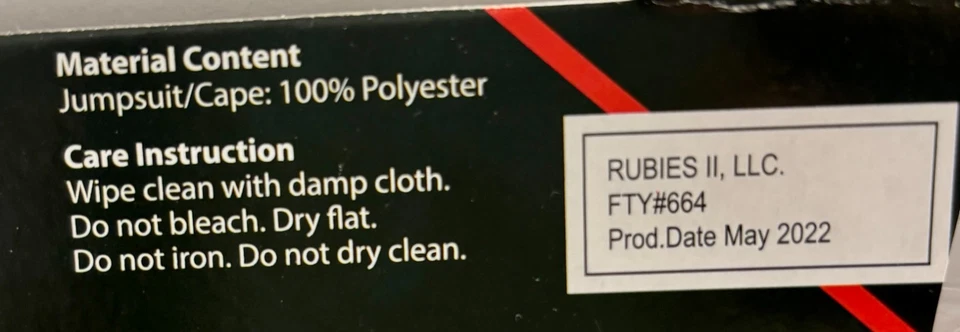 Material Content
Jumpsuit/Cape: 100% Polyester
Care Instruction
Wipe clean with damp cloth.
Do not bleach. Dry flat.
Do not iron. Do not dry clean.
RUBIES II, LLC.
FTY#664
Prod.Date May 2022